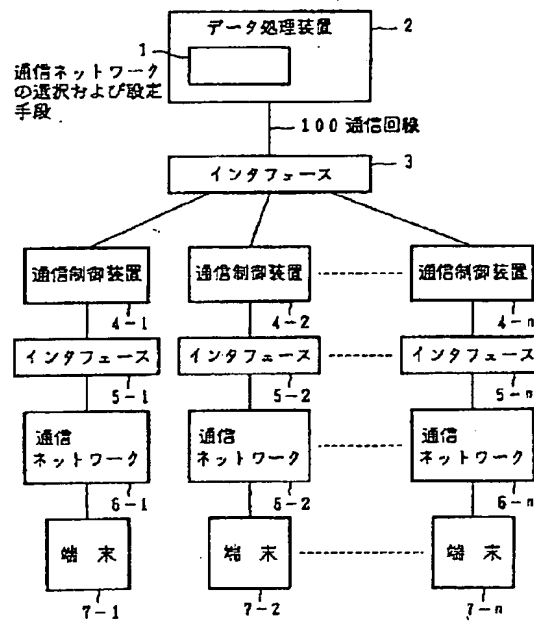 データ処理装置
2
1
通信ネットワーク
の選択および設定
手段
100 通信回線
3
インタフェース
通信制御装置 通信制御装置 通信制御装置
4-1 4-2 4-n
インタフェース インタフェース インタフェース
5-1 5-2 5-n
通信 通信 通信
ネットワーク ネットワーク ネットワーク
6-1 6-2 6-n
端末 端末 端末
7-1 7-2 7-n